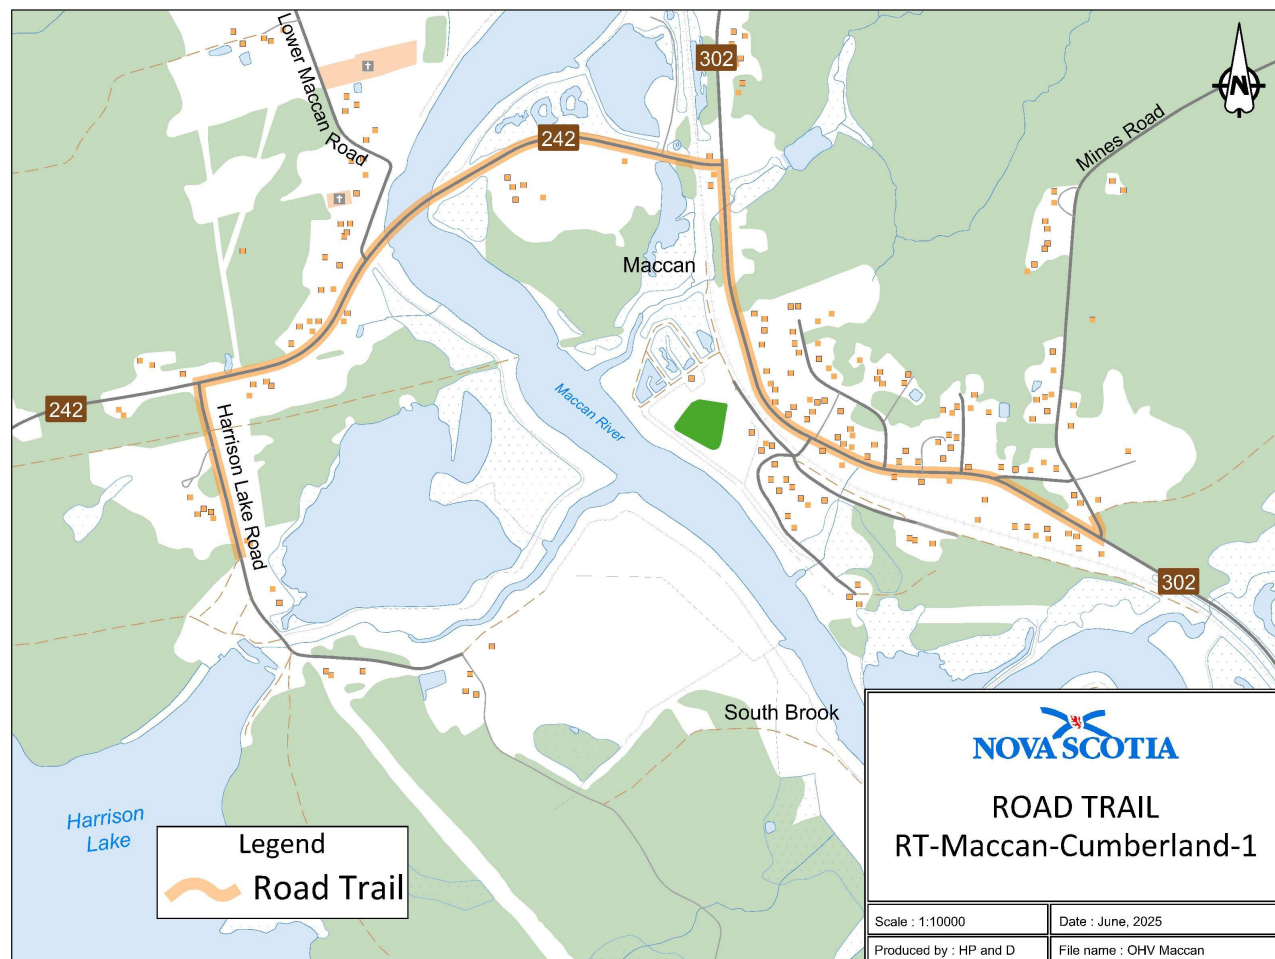 Lower Maccan Road
302
N
242
Mines Road
Maccan
Maccan River
242
Harrison Lake Road
302
South Brook
Harrison
Lake
Legend
Road Trail
NOVA SCOTIA
ROAD TRAIL
RT-Maccan-Cumberland-1
Scale : 1:10000
Date : June, 2025
Produced by : HP and D
File name : OHV Maccan